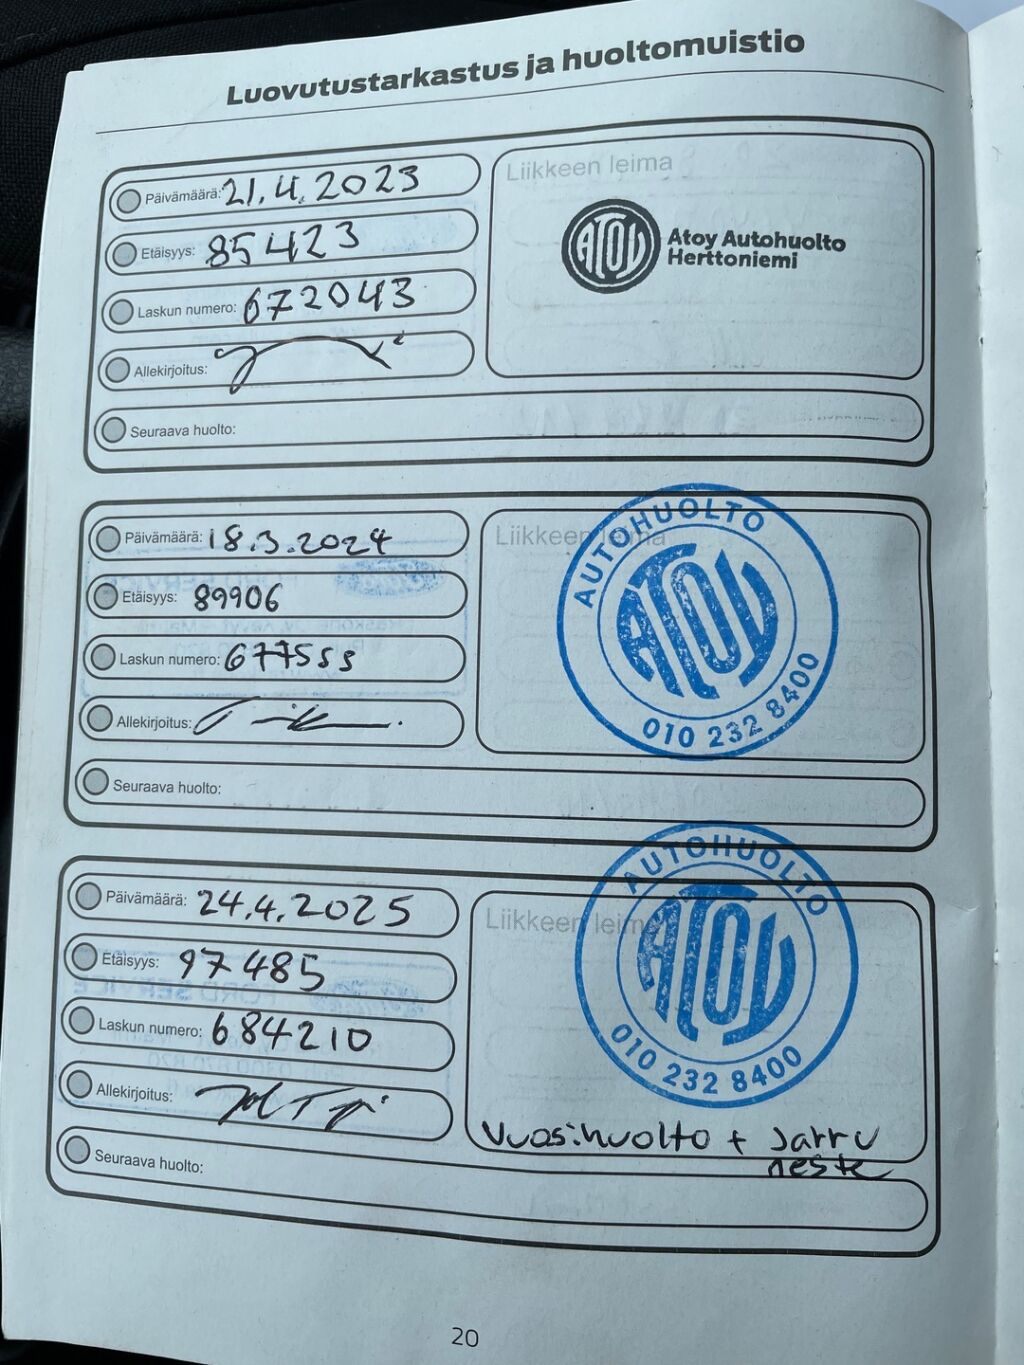 Luovutustarkastus ja huoltomuistio
Päivämäärä: 21.4.2023
Etäisyys: 85423
Laskun numero: 672043
Allekirjoitus:
Seuraava huolto:
Liikkeen leima
ATOY
Atoy Autohuolto
Herttoniemi
Päivämäärä: 18.3.2024
Etäisyys: 89906
Laskun numero: 677555
Allekirjoitus:
Seuraava huolto:
Liikkeen leima
AUTOHUOLTO
ATOY
010 232 8400
Päivämäärä: 24.4.2025
Etäisyys: 97485
Laskun numero: 684210
Allekirjoitus:
Seuraava huolto:
Liikkeen leima
AUTOHUOLTO
ATOY
010 232 8400
Vuosihuolto + Jarru
neste
20